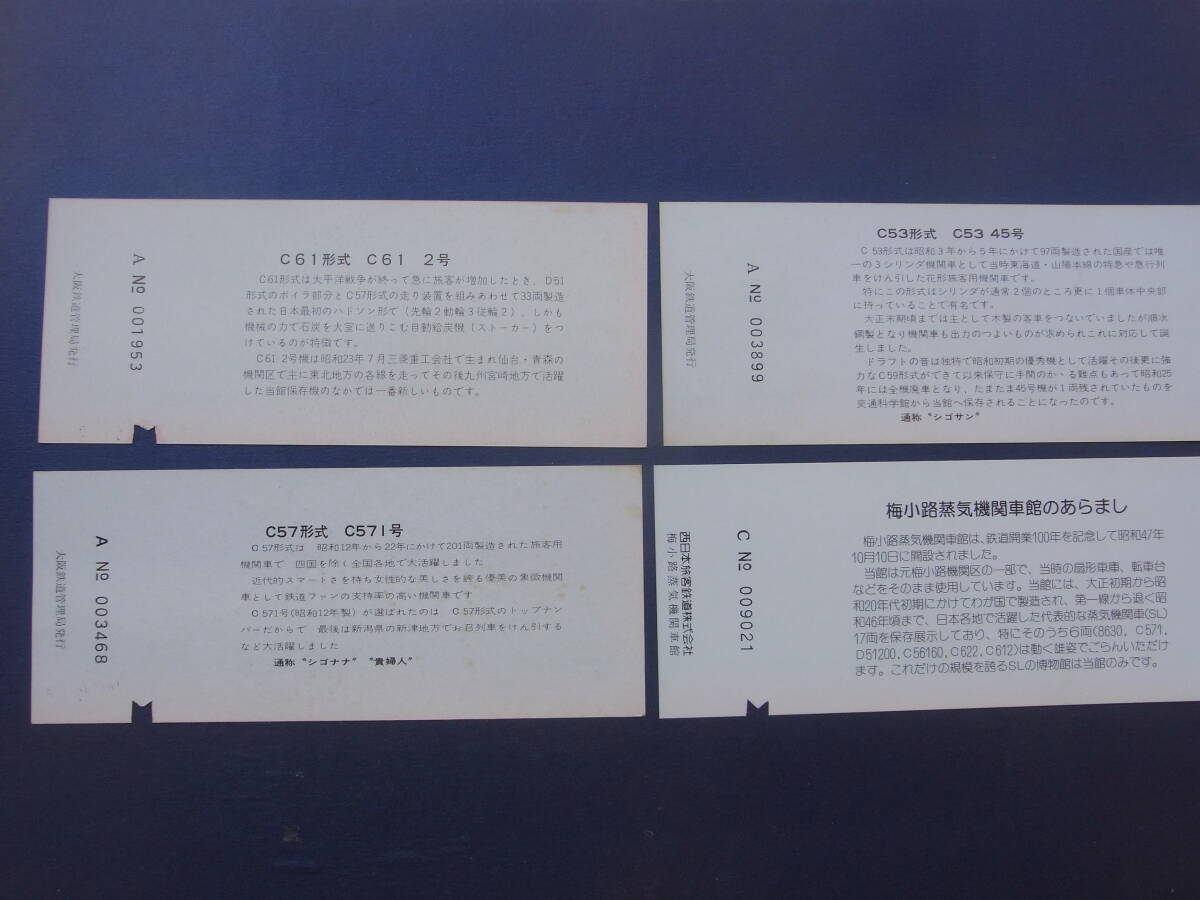 C61形式 C61 2号
C61形式は太平洋戦争が終って急に旅客が増加したとき、D51
形式のボイラ部分とC57形式の走り装置を組みあわせて33両製造
された日本最初のハドソン形で(先輪2動輪3従輪2)、しかも
機械の力で石炭を火室に送りこむ自動給炭機(ストーカー)をつ
けているのが特徴です。
C61 2号機は昭和23年7月三菱重工会社で生まれ仙台・青森の
機関区で主に東北地方の各線を走ってその後九州宮崎地方で活躍
した当館保存機のなかでは一番新しいものです。
A No 001953
大阪鉄道管理局発行
C53形式 C53 45号
C 53形式は昭和3年から5年にかけて97両製造された国産では唯
一の3シリンダ機関車として当時東海道・山陽本線の特急や急行列
車をけん引した花形旅客用機関車です。
特にこの形式はシリンダが通常2個のところ更に1個車体中央部
に持っていることで有名です。
大正末期頃までは主として木製の客車をつないでいましたが順次
鋼製となり機関車も出力のつよいものが求められこれに対応して誕
生しました。
ドラフトの音は独特で昭和初期の優秀機として活躍その後更に強
力なC59形式ができて以来保守に手間のかゝる難点もあって昭和25
年には全機廃車となり、たまたま45号機が1両残されていたものを
交通科学館から当館へ保存されることになったのです。
通称 “シゴサン”
A No 003899
大阪鉄道管理局発行
C57形式 C571号
C 57形式は 昭和12年から22年にかけて201両製造された旅客用
機関車で 四国を除く全国各地で大活躍しました
近代的スマートさを持ち女性的な美しさを誇る優美の象徴機関
車として鉄道ファンの支持率の高い機関車です
C 571号(昭和12年製)が選ばれたのは C 57形式のトップナン
バーだからで 最後は新潟県の新津地方でお召列車をけん引する
など大活躍しました
通称 “シゴナナ” “貴婦人”
A No 003468
大阪鉄道管理局発行
梅小路蒸気機関車館のあらまし
梅小路蒸気機関車館は、鉄道開業100年を記念して昭和47年
10月10日に開設されました。
当館は元梅小路機関区の一部で、当時の扇形車庫、転車台
などをそのまま使用しています。当館には、大正初期から昭
和20年代初期にかけてわが国で製造され、第一線から退く昭
和46年頃まで、日本各地で活躍した代表的な蒸気機関車(SL)
17両を保存展示しており、特にそのうち6両(8630、C571、
D51200、C56160、C622、C612)は動く雄姿でごらんいただけ
ます。これだけの規模を誇るSLの博物館は当館のみです。
C No 009021
西日本旅客鉄道株式会社
梅小路蒸気機関車館